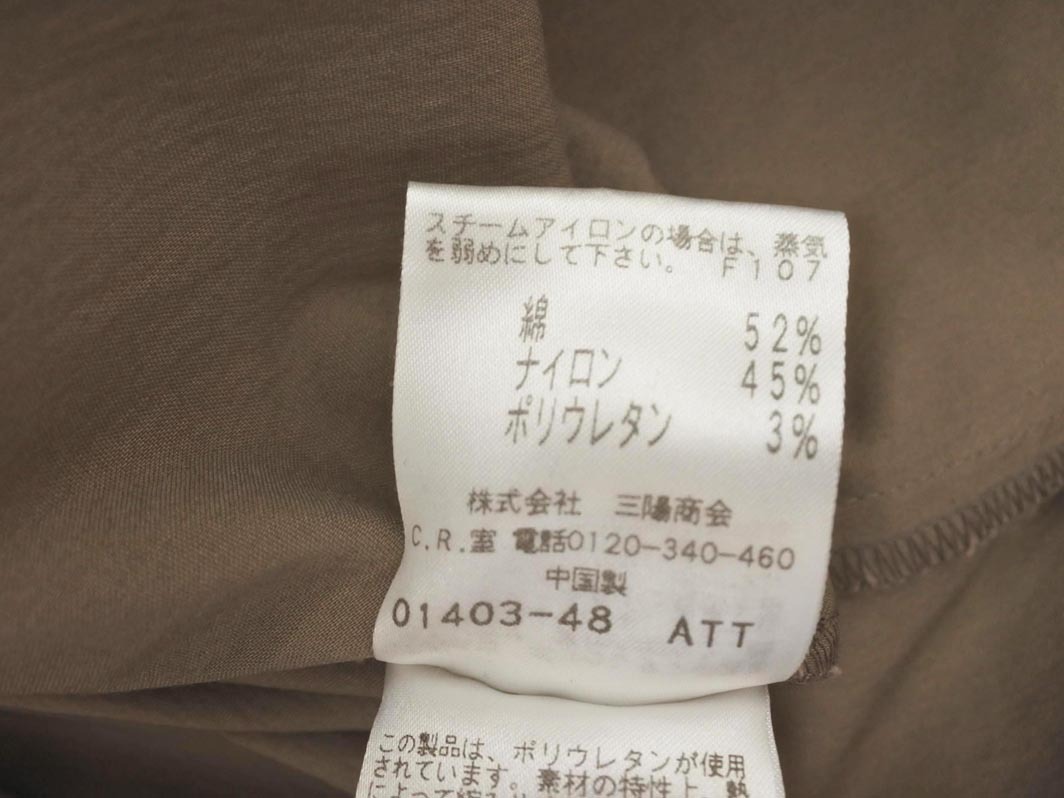 スチームアイロンの場合は、蒸気
を弱めにして下さい。 F107
綿 52%
ナイロン 45%
ポリウレタン 3%
株式会社 三陽商会
C.R.室 電話0120-340-460
中国製
01403-48 ATT
この製品は、ポリウレタンが使用
されています。素材の特性上、熱
によって